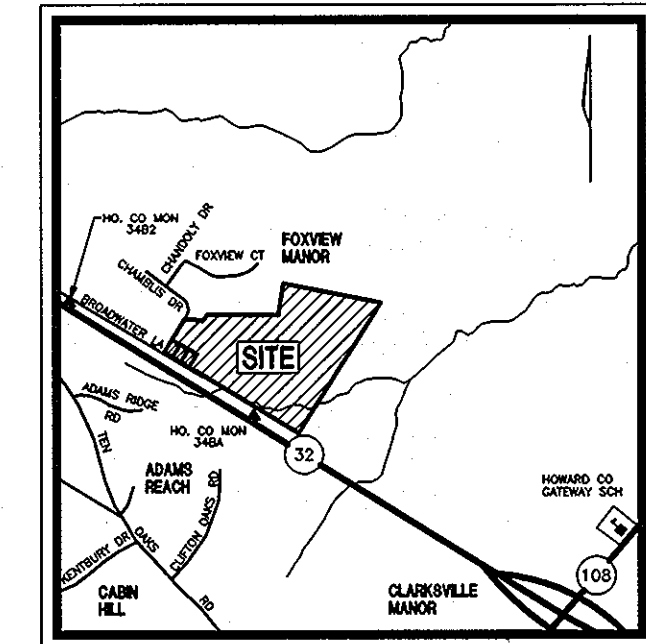 HO. CO MON
34B2
CHANDOLY DR
FOXVIEW CT
FOXVIEW
MANOR
CHAMBLIS DR
BROADWATER LA
SITE
ADAMS RIDGE
RD
TEN
OAKS
RD
HO. CO MON
34BA
32
ADAMS
REACH
CLIFTON OAKS RD
KENTBURY DR
CABIN
HILL
HOWARD CO
GATEWAY SCH
108
CLARKSVILLE
MANOR